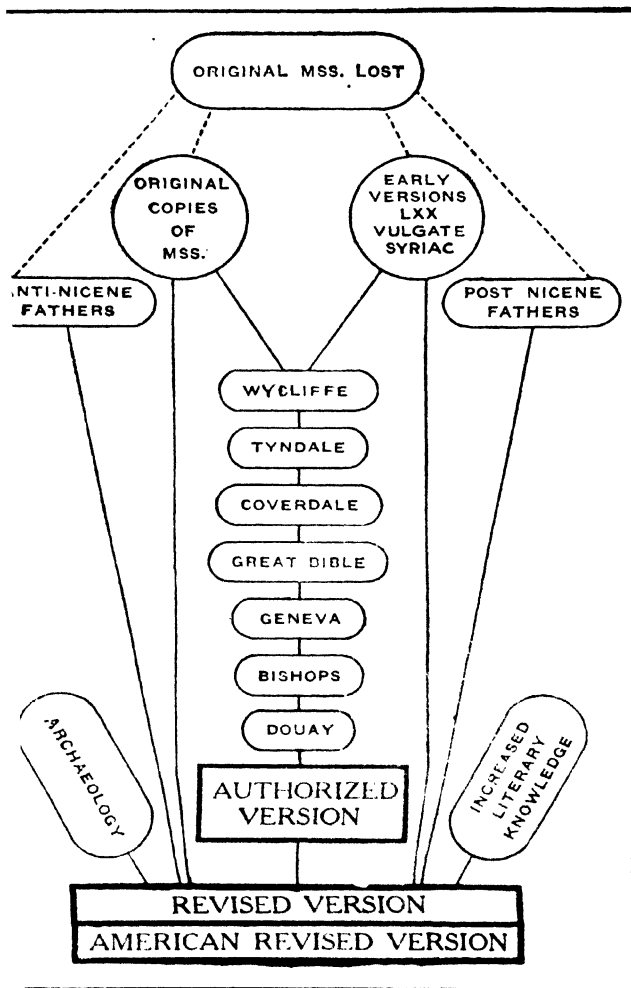 ORIGINAL MSS. LOST
ORIGINAL
COPIES
OF
MSS.
EARLY
VERSIONS
LXX
VULGATE
SYRIAC
NTI-NICENE
FATHERS
POST NICENE
FATHERS
WYCLIFFE
TYNDALE
COVERDALE
GREAT BIBLE
GENEVA
BISHOPS
DOUAY
ARCHAEOLOGY
AUTHORIZED
VERSION
INCREASED
LITERARY
KNOWLEDGE
REVISED VERSION
AMERICAN REVISED VERSION